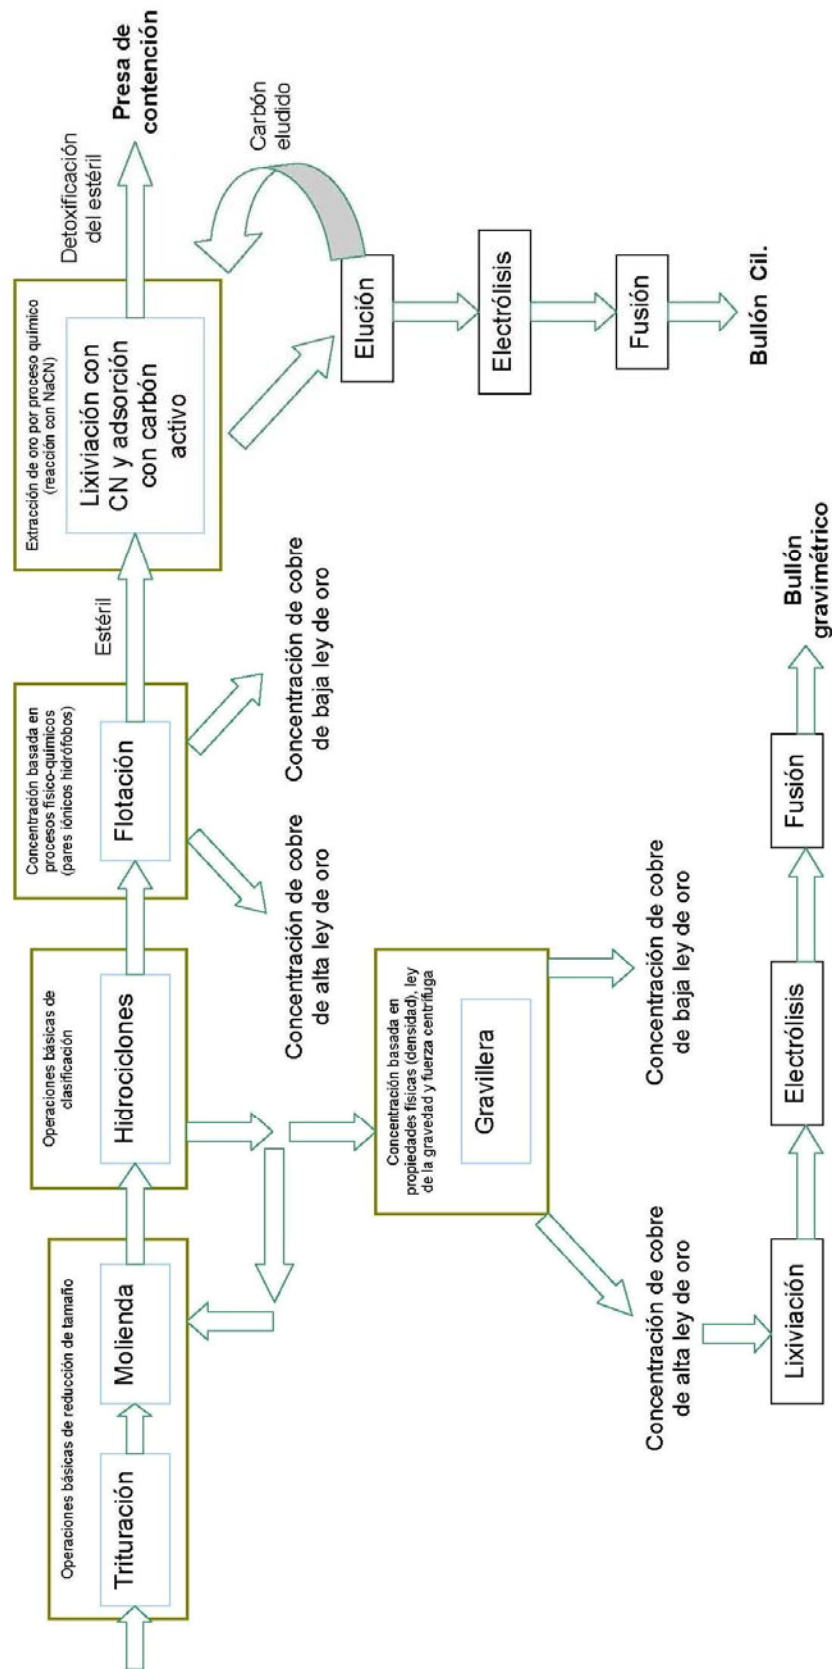 Operaciones básicas de reducción de tamaño
Trituración
Molienda
Operaciones básicas de
clasificación
Hidrociclones
Concentración basada en
procesos físico-químicos
(pares iónicos hidrófobos)
Flotación
Estéril
Extracción de oro por proceso químico
(reacción con NaCN)
Lixiviación con
CN y adsorción
con carbón
activo
Detoxificación
del estéril
Presa de
contención
Carbón
eludido
Concentración de cobre
de alta ley de oro
Concentración de cobre
de baja ley de oro
Elución
Electrólisis
Fusión
Bullón Cil.
Concentración basada en
propiedades físicas (densidad), ley
de la gravedad y fuerza centrífuga
Gravillera
Concentración de cobre
de alta ley de oro
Concentración de cobre
de baja ley de oro
Lixiviación
Electrólisis
Fusión
Bullón
gravimétrico